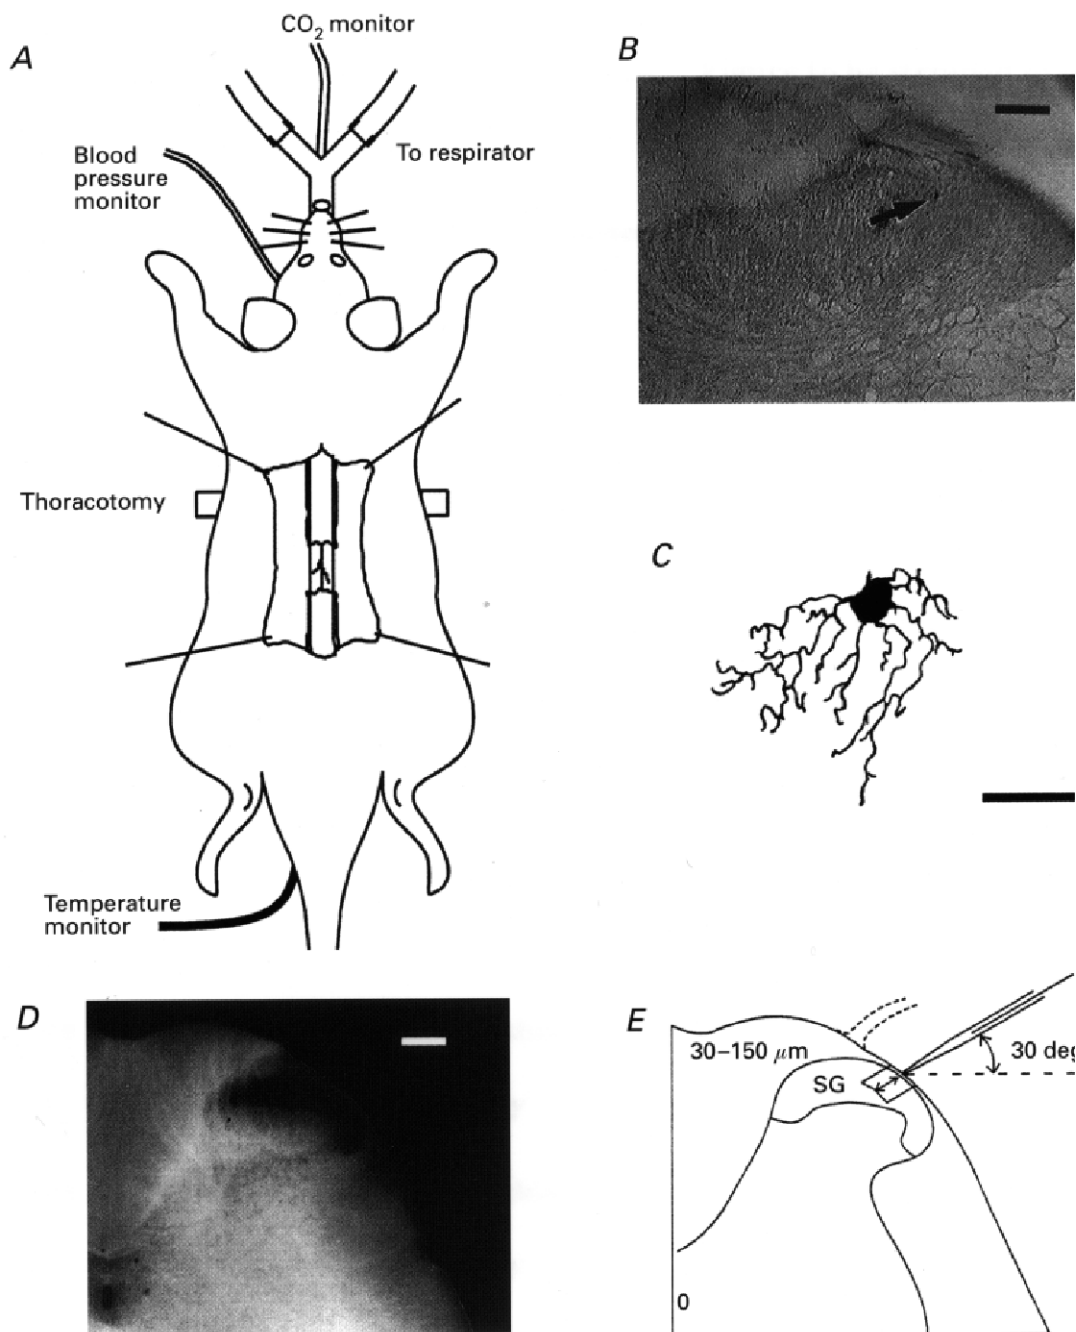 A
CO2 monitor
Blood
pressure
monitor
To respirator
Thoracotomy
Temperature
monitor
B
C
D
E
30–150 μm
SG
30 deg
0